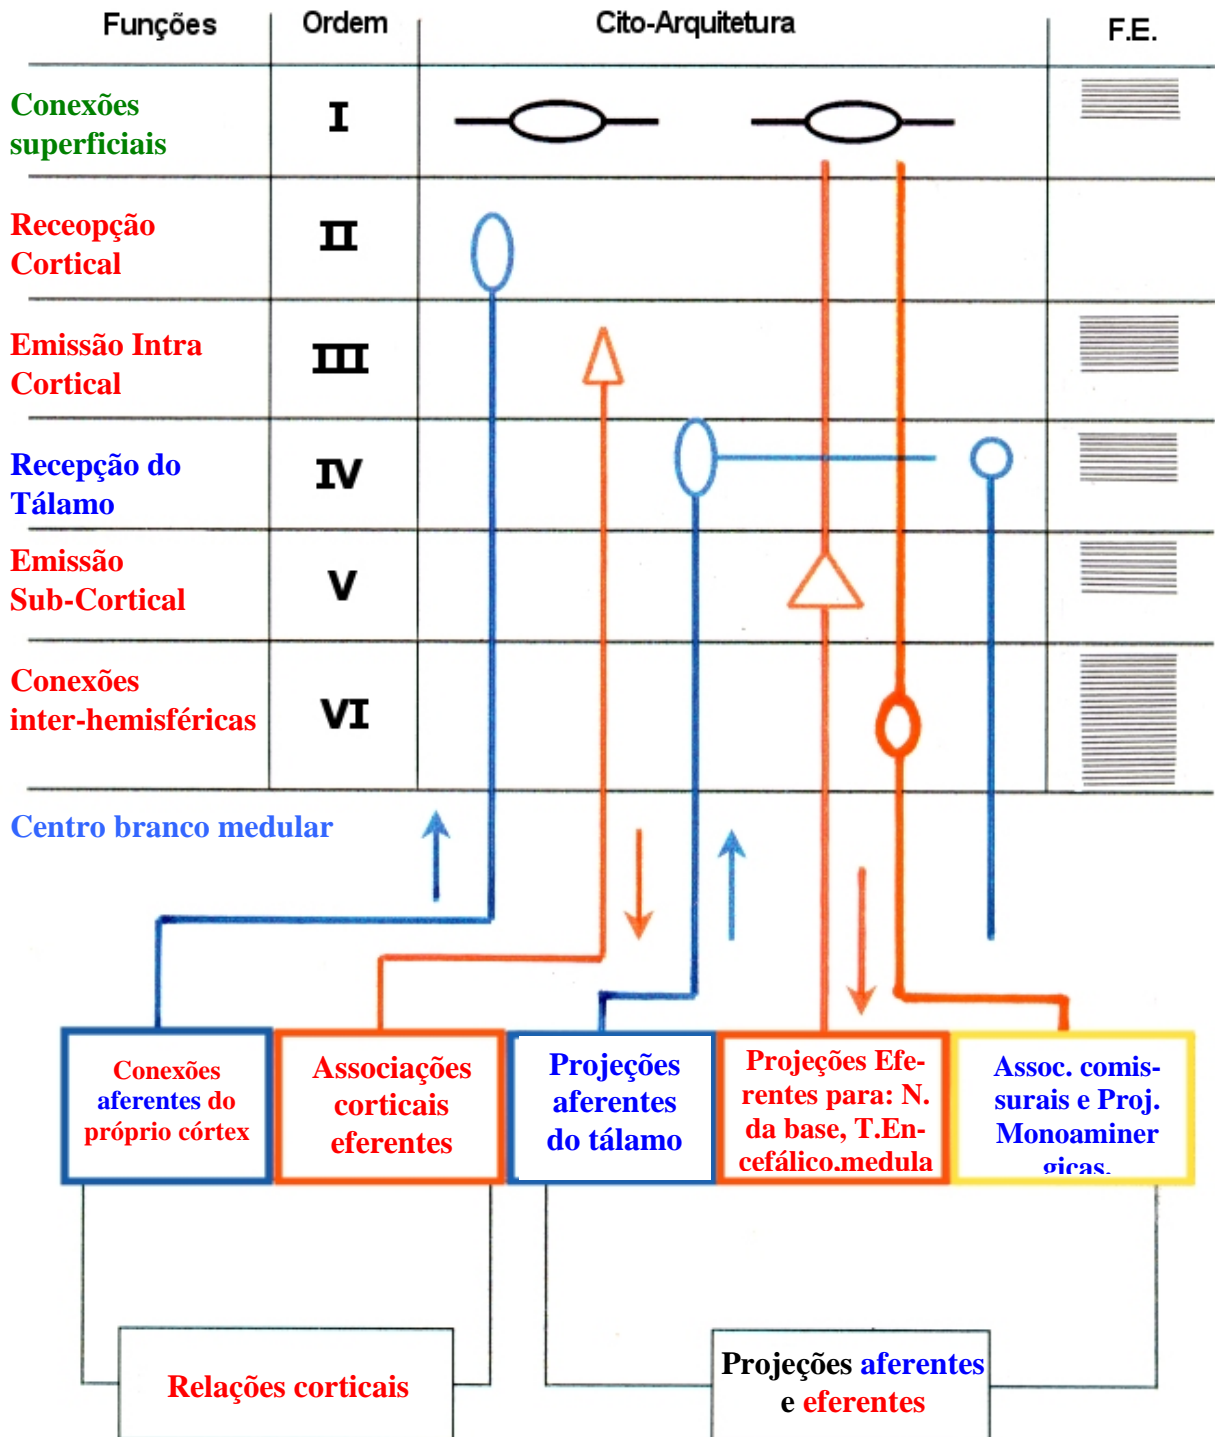 Funções Ordem Cito-Arquitetura F.E.
Conexões
superficiais
I
Receopção
Cortical
II
Emissão Intra
Cortical
III
Recepção do
Tálamo
IV
Emissão
Sub-Cortical
V
Conexões
inter-hemisféricas
VI
Centro branco medular
Conexões
aferentes do
próprio córtex
Associações
corticais
eferentes
Projeções
aferentes
do tálamo
Projeções Efe-
rentes para: N.
da base, T.En-
cefálico.medula
Assoc. comis-
surais e Proj.
Monoaminer
gicas.
Relações corticais
Projeções aferentes
e eferentes